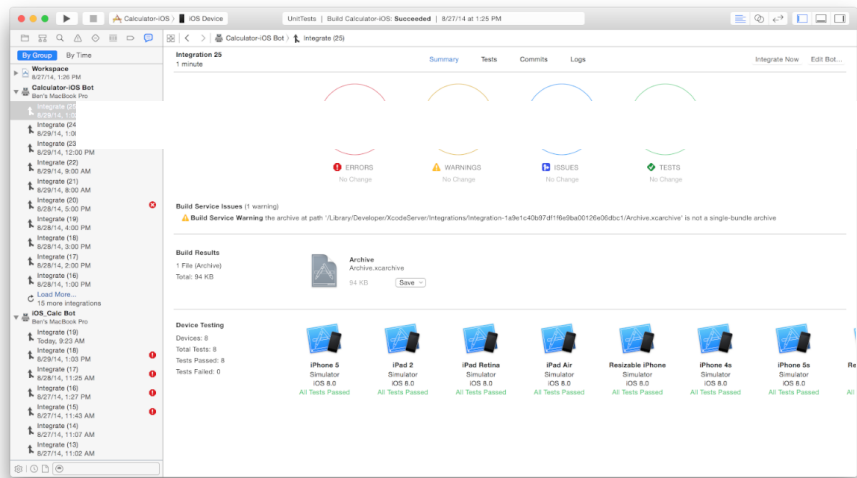 Calculator-iOS
iOS Device
UnitTests | Build Calculator-iOS: Succeeded | 8/27/14 at 1:25 PM
Calculator-iOS Bot
Integrate (25)
By Group
By Time
Workspace
8/27/14, 1:26 PM
Calculator-iOS Bot
Ben's MacBook Pro
Integrate
8/29/14,
Integrate (24
8/29/14,
Integrate (23
8/29/14, 12:00 PM
Integrate (22)
8/29/14, 9:00 AM
Integrate (21)
8/29/14, 8:00 AM
Integrate (20)
8/28/14, 5:00 PM
Integrate (19)
8/28/14, 4:00 PM
Integrate (18)
8/28/14, 3:00 PM
Integrate (17)
8/28/14, 2:00 PM
Integrate (16)
8/28/14, 1:00 PM
Load More...
15 more integrations
iOS_Calc Bot
Ben's MacBook Pro
Integrate (19)
Today, 9:23 AM
Integrate (18)
8/29/14, 1:03 PM
Integrate (17)
8/28/14, 11:25 AM
Integrate (16)
8/27/14, 1:27 PM
Integrate (15)
8/27/14, 11:43 AM
Integrate (14)
8/27/14, 11:07 AM
Integrate (13)
8/27/14, 11:02 AM
Integration 25
1 minute
Summary
Tests
Commits
Logs
Integrate Now
Edit Bot...
ERRORS
WARNINGS
ISSUES
TESTS
No Change
No Change
No Change
No Change
Build Service Issues (1 warning)
Build Service Warning the archive at path '/Library/Developer/XcodeServer/Integrations/Integration-1a9e1c40b97df1f6e9ba00126e06dbc1/Archive.xcarchive' is not a single-bundle archive
Build Results
1 File (Archive)
Total: 94 KB
Archive
Archive.xcarchive
94 KB
Save
Device Testing
Devices: 8
Total Tests: 8
Tests Passed: 8
Tests Failed: 0
iPhone 5
Simulator
iOS 8.0
All Tests Passed
iPad 2
Simulator
iOS 8.0
All Tests Passed
iPad Retina
Simulator
iOS 8.0
All Tests Passed
iPad Air
Simulator
iOS 8.0
All Tests Passed
Resizable iPhone
Simulator
iOS 8.0
All Tests Passed
iPhone 4s
Simulator
iOS 8.0
All Tests Passed
iPhone 5s
Simulator
iOS 8.0
All Tests Passed
Re